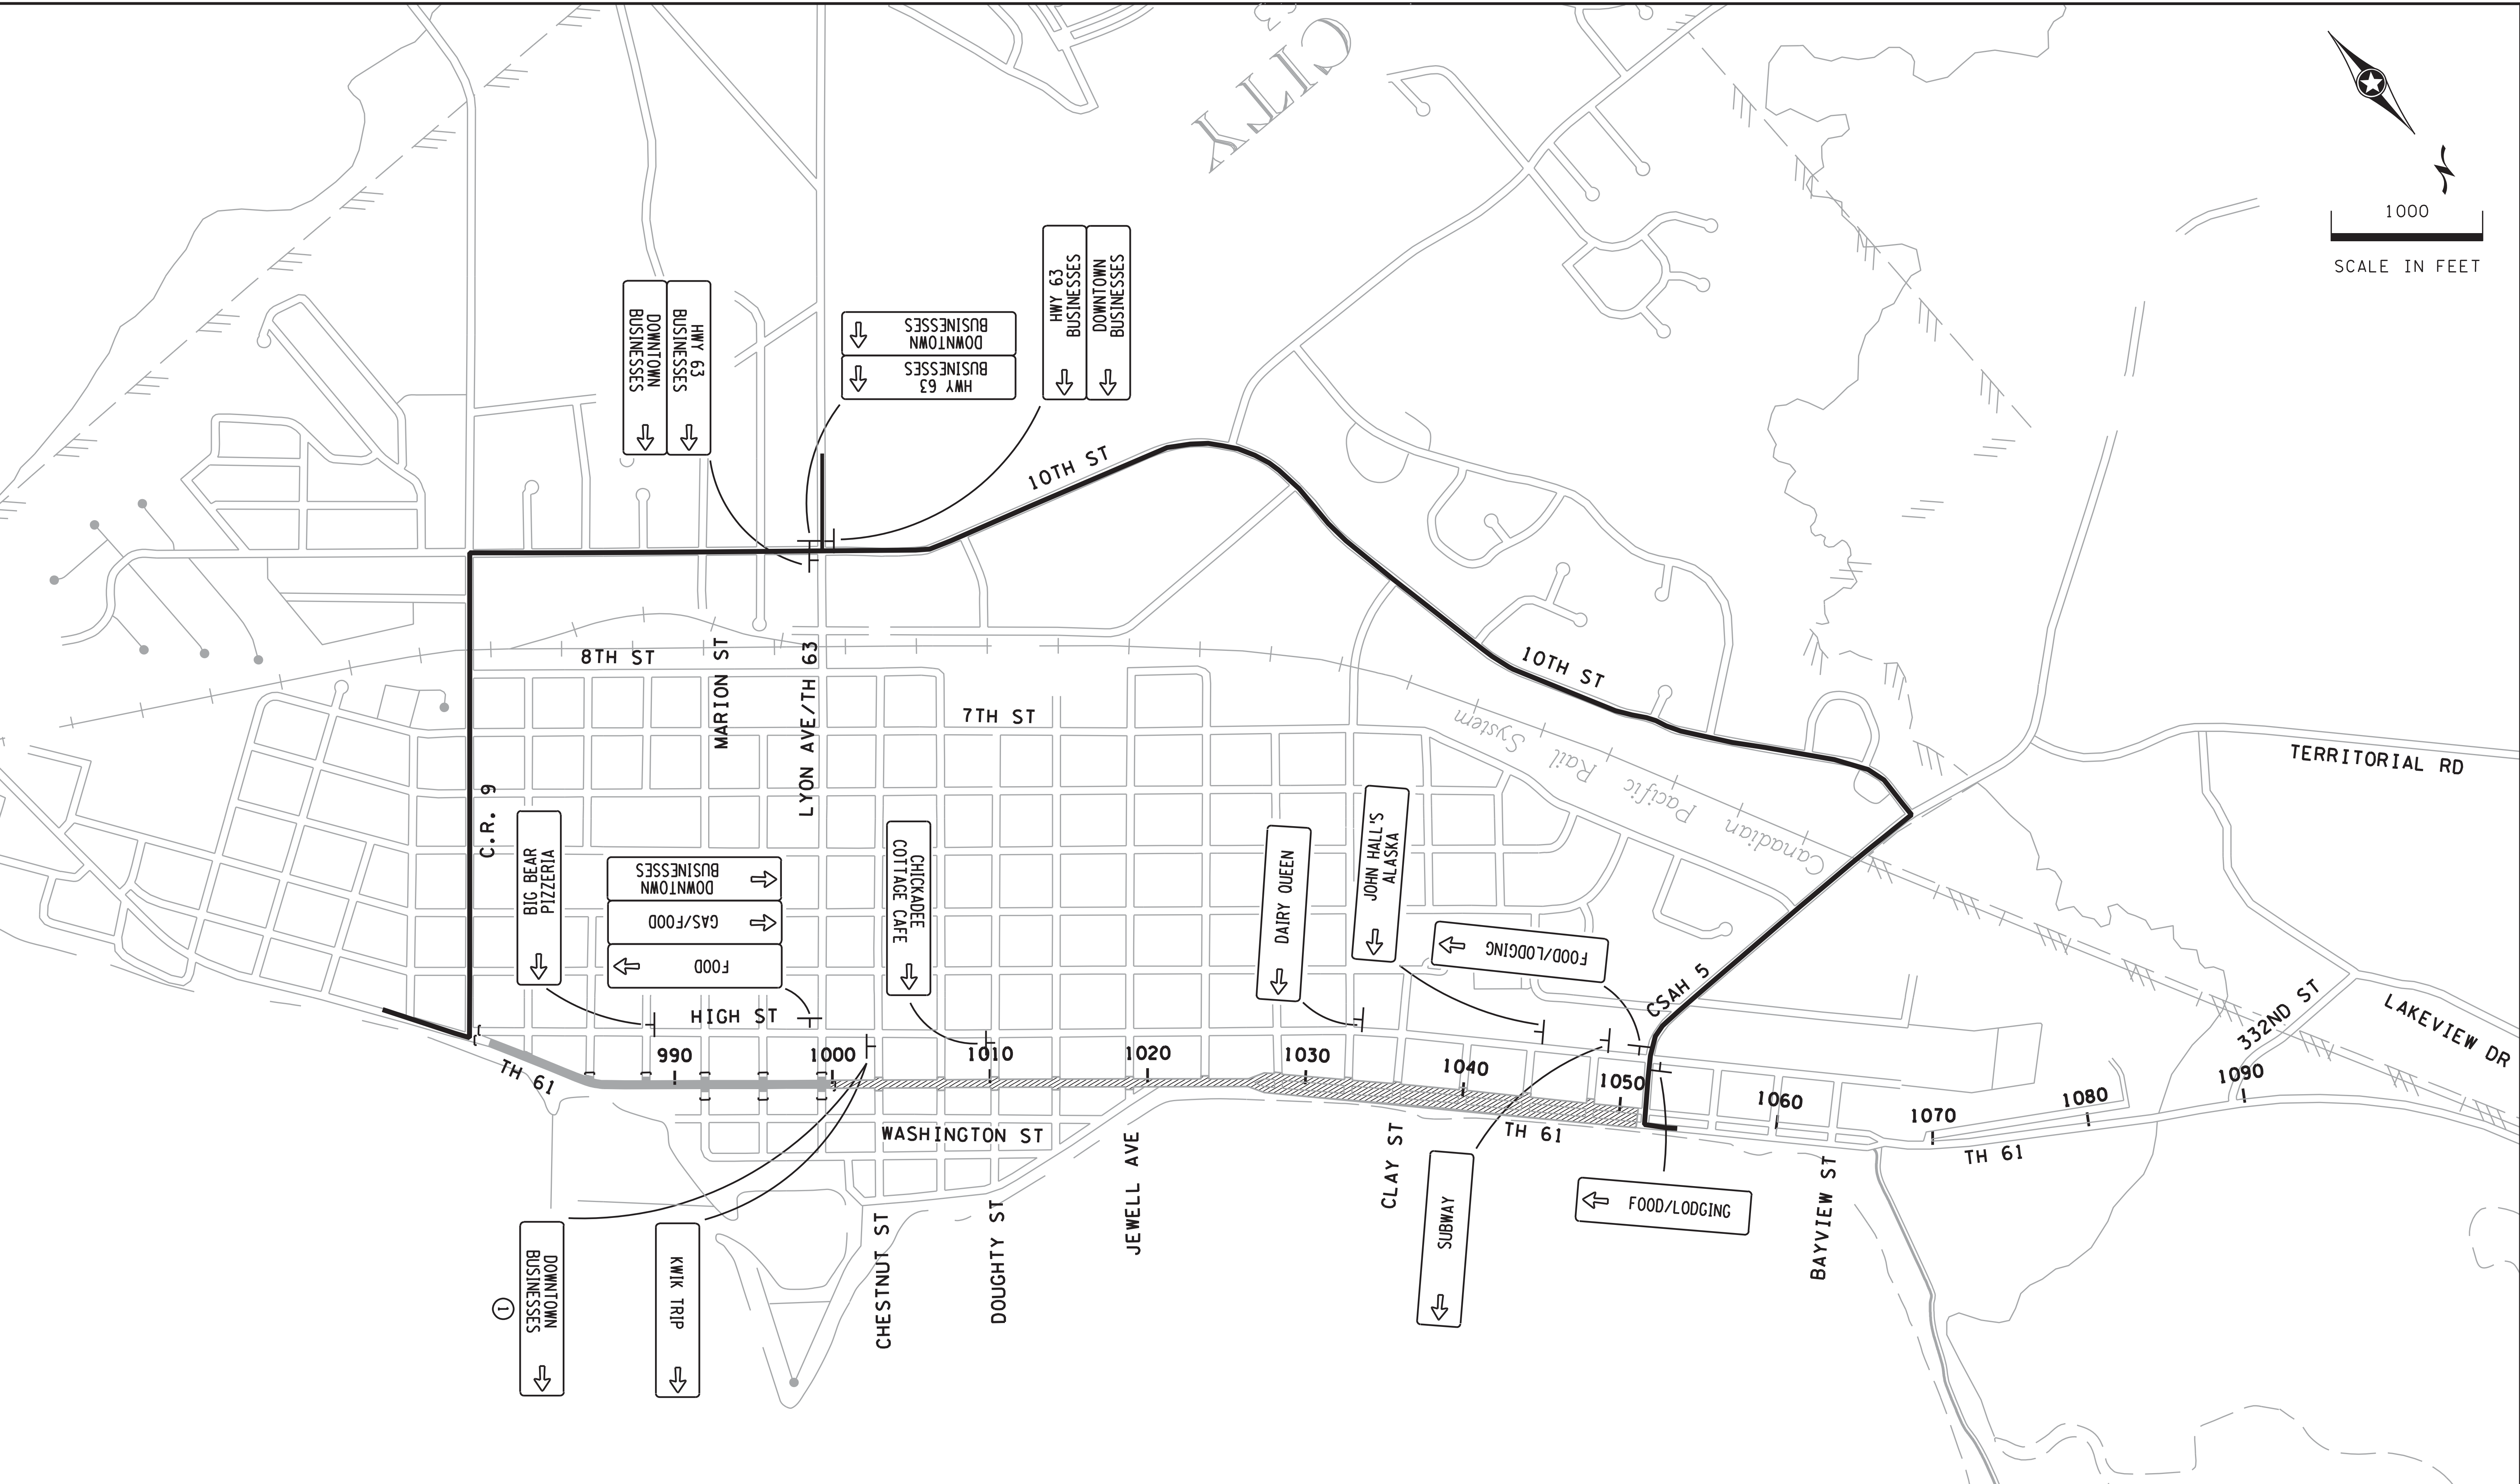 CITY
1000
SCALE IN FEET
HWY 63
BUSINESSES
DOWNTOWN
BUSINESSES
HWY 63
BUSINESSES
DOWNTOWN
BUSINESSES
HWY 63
BUSINESSES
DOWNTOWN
BUSINESSES
10TH ST
10TH ST
8TH ST
MARION ST
LYON AVE/TH 63
7TH ST
Canadian Pacific Rail System
TERRITORIAL RD
C.R. 9
BIG BEAR
PIZZERIA
DOWNTOWN
BUSINESSES
GAS/FOOD
FOOD
CHICKADEE
COTTAGE CAFE
DAIRY QUEEN
JOHN HALL'S
ALASKA
FOOD/LODGING
CSAH 5
332ND ST
LAKEVIEW DR
HIGH ST
990
1000
1010
1020
1030
1040
1050
1060
1070
1080
1090
TH 61
WASHINGTON ST
TH 61
TH 61
JEWELL AVE
CLAY ST
BAYVIEW ST
SUBWAY
FOOD/LODGING
CHESTNUT ST
DOUGHTY ST
DOWNTOWN
BUSINESSES
1
KWIK TRIP